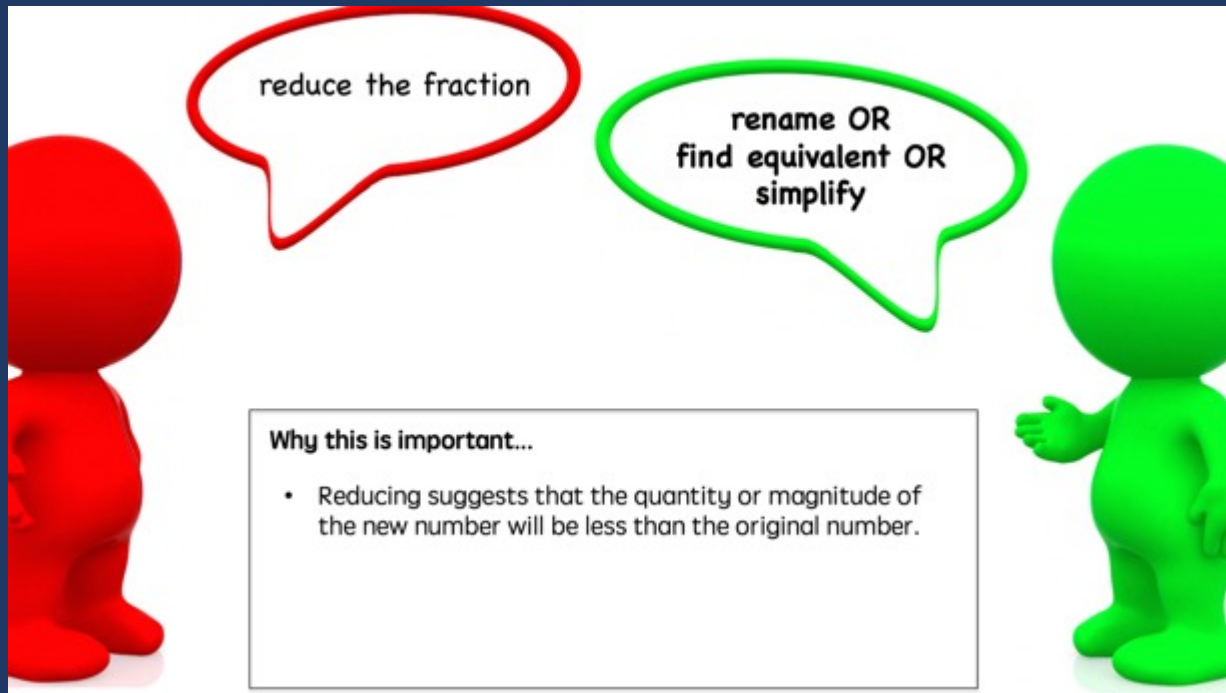 reduce the fraction
rename OR
find equivalent OR
simplify
Why this is important...
• Reducing suggests that the quantity or magnitude of
the new number will be less than the original number.